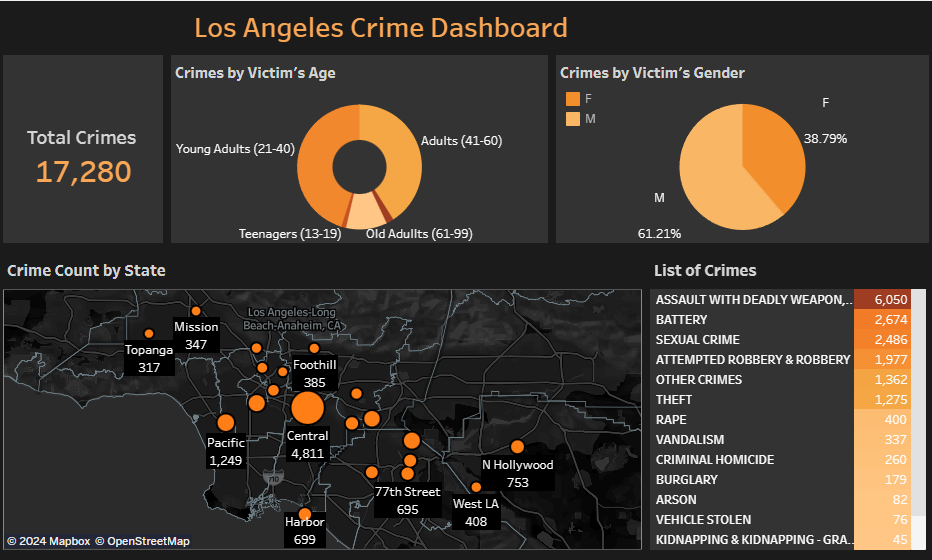 Los Angeles Crime Dashboard
Total Crimes
17,280
Crimes by Victim's Age
Young Adults (21-40)
Adults (41-60)
Teenagers (13-19)
Old Adullts (61-99)
Crimes by Victim's Gender
F
M
F
38.79%
M
61.21%
Crime Count by State
Los Angeles-Long
Beach-Anaheim, CA
Mission
347
Topanga
317
Foothill
385
Central
4,811
Pacific
1,249
N Hollywood
753
77th Street
695
West LA
408
I10
Harbor
699
© 2024 Mapbox © OpenStreetMap
List of Crimes
ASSAULT WITH DEADLY WEAPON,.. 6,050
BATTERY 2,674
SEXUAL CRIME 2,486
ATTEMPTED ROBBERY & ROBBERY 1,977
OTHER CRIMES 1,362
THEFT 1,275
RAPE 400
VANDALISM 337
CRIMINAL HOMICIDE 260
BURGLARY 179
ARSON 82
VEHICLE STOLEN 76
KIDNAPPING & KIDNAPPING - GRA.. 45